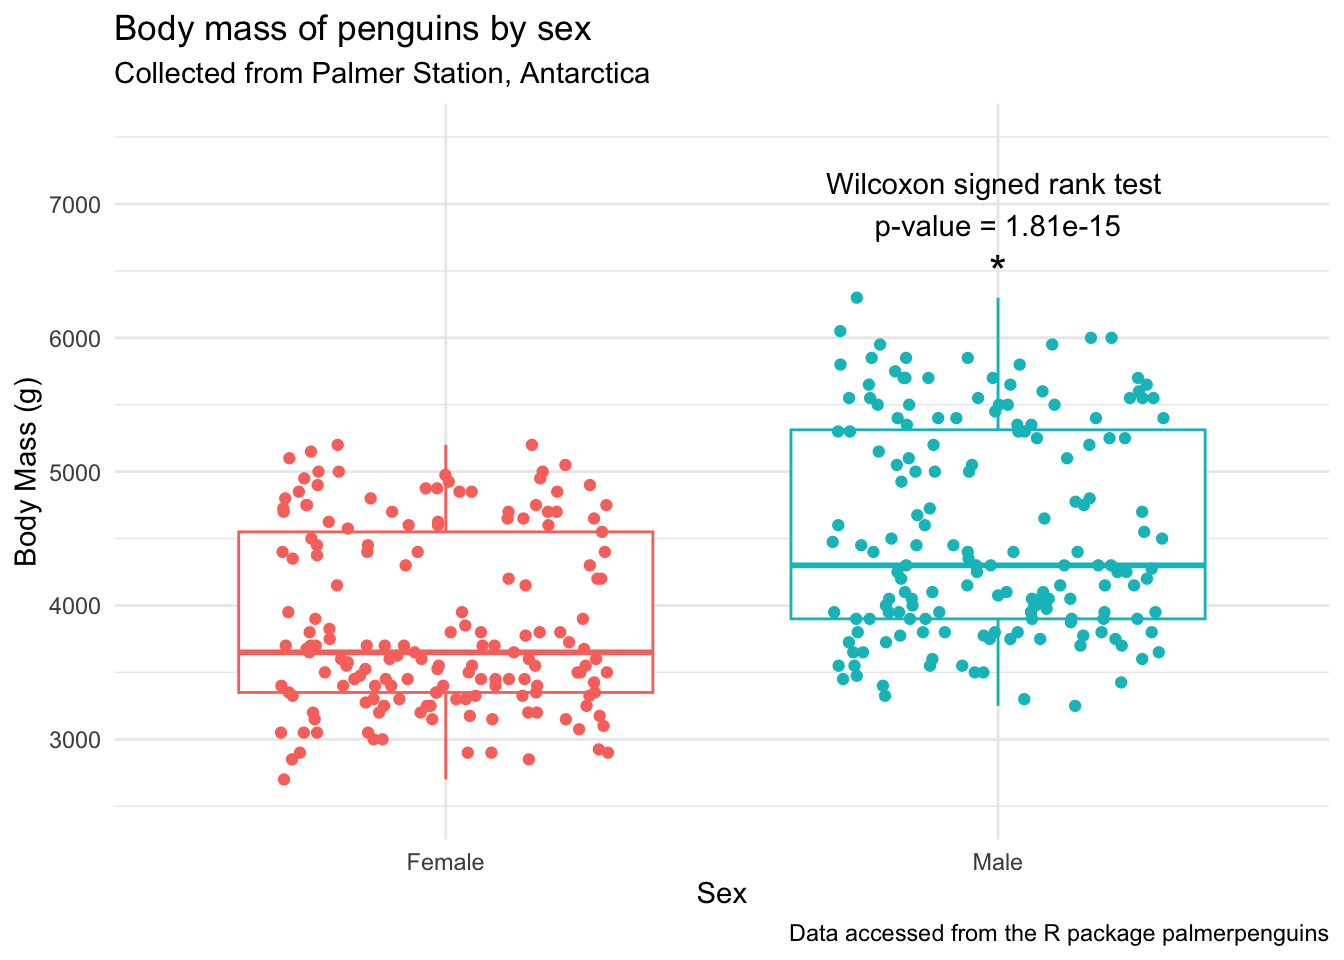 Body mass of penguins by sex
Collected from Palmer Station, Antarctica
Wilcoxon signed rank test
p-value = 1.81e-15
*
7000
6000
5000
4000
3000
Body Mass (g)
Female
Male
Sex
Data accessed from the R package palmerpenguins